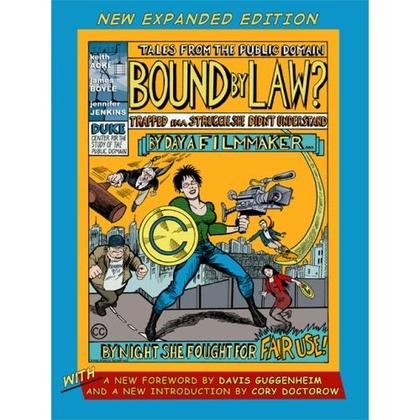 NEW EXPANDED EDITION
TALES FROM THE PUBLIC DOMAIN
keith
AOKI
james
BOYLE
jennifer
JENKINS
BOUND BY LAW?
TRAPPED IN A STRUGGLE SHE DIDN'T UNDERSTAND
DUKE
CENTER FOR THE
STUDY OF THE
PUBLIC DOMAIN
BY DAY A FILMMAKER...
C
CC
BY NIGHT SHE FOUGHT FOR FAIR USE!
WITH
A NEW FOREWORD BY DAVIS GUGGENHEIM
AND A NEW INTRODUCTION BY CORY DOCTOROW